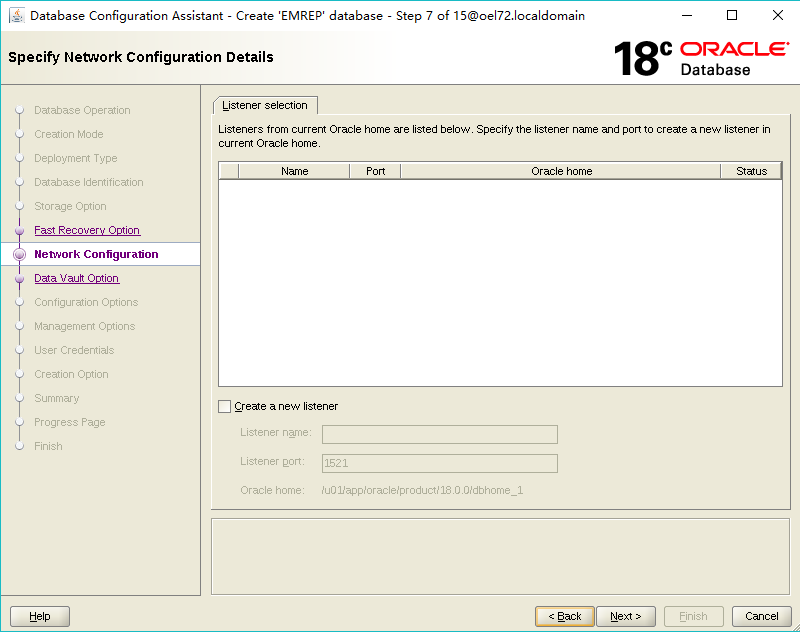 Database Configuration Assistant - Create 'EMREP' database - Step 7 of 15@oel72.localdomain
Specify Network Configuration Details
18c ORACLE
Database
Database Operation
Creation Mode
Deployment Type
Database Identification
Storage Option
Fast Recovery Option
Network Configuration
Data Vault Option
Configuration Options
Management Options
User Credentials
Creation Option
Summary
Progress Page
Finish
Listener selection
Listeners from current Oracle home are listed below. Specify the listener name and port to create a new listener in
current Oracle home.
Name Port Oracle home Status
Create a new listener
Listener name:
Listener port: 1521
Oracle home: /u01/app/oracle/product/18.0.0/dbhome_1
Help < Back Next > Finish Cancel